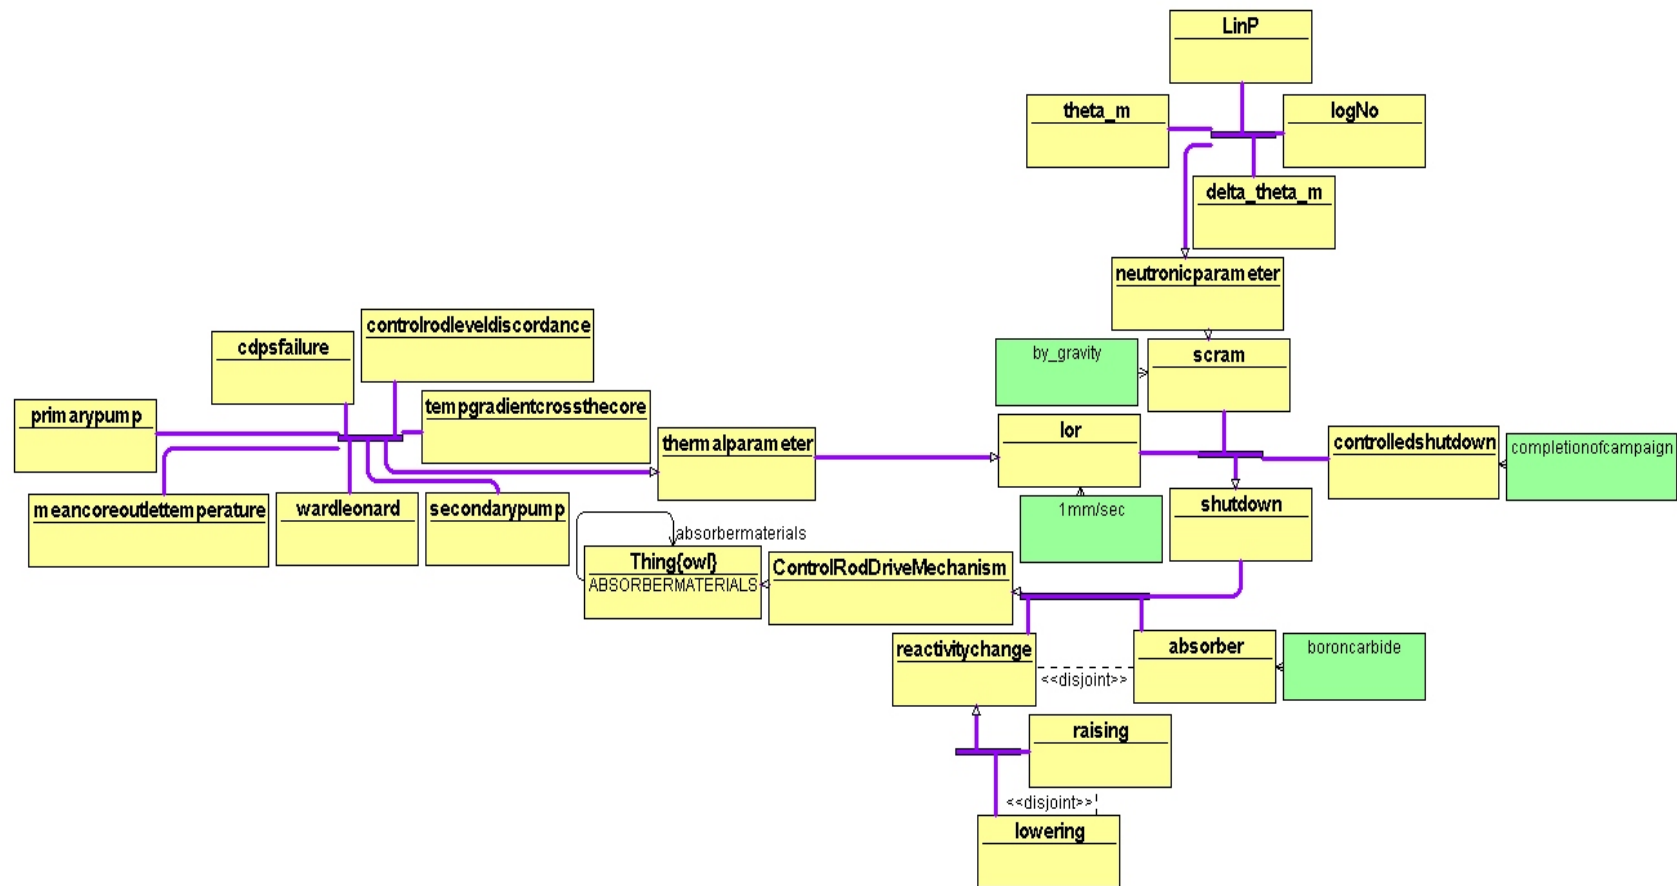 LinP
theta_m
logNo
delta_theta_m
neutronicparameter
controlrodleveldiscordance
cdpsfailure
by_gravity
scram
primarypump
tempgradientcrossthecore
thermalparameter
lor
controlledshutdown
completionofcampaign
meancoreoutlettemperature
wardleonard
secondarypump
1mm/sec
shutdown
absorbermaterials
Thing{owl}
ABSORBERMATERIALS
ControlRodDriveMechanism
reactivitychange
<<disjoint>>
absorber
boroncarbide
raising
<<disjoint>>
lowering